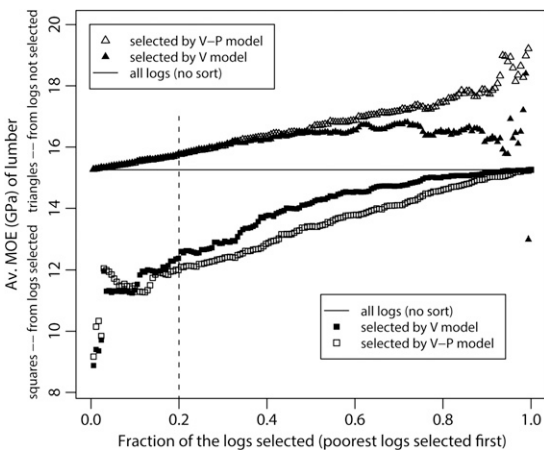 selected by V−P model
selected by V model
all logs (no sort)
20
18
16
14
12
10
8
Av. MOE (GPa) of lumber
squares −− from logs selected triangles −− from logs not selected
all logs (no sort)
selected by V model
selected by V−P model
0.0 0.2 0.4 0.6 0.8 1.0
Fraction of the logs selected (poorest logs selected first)